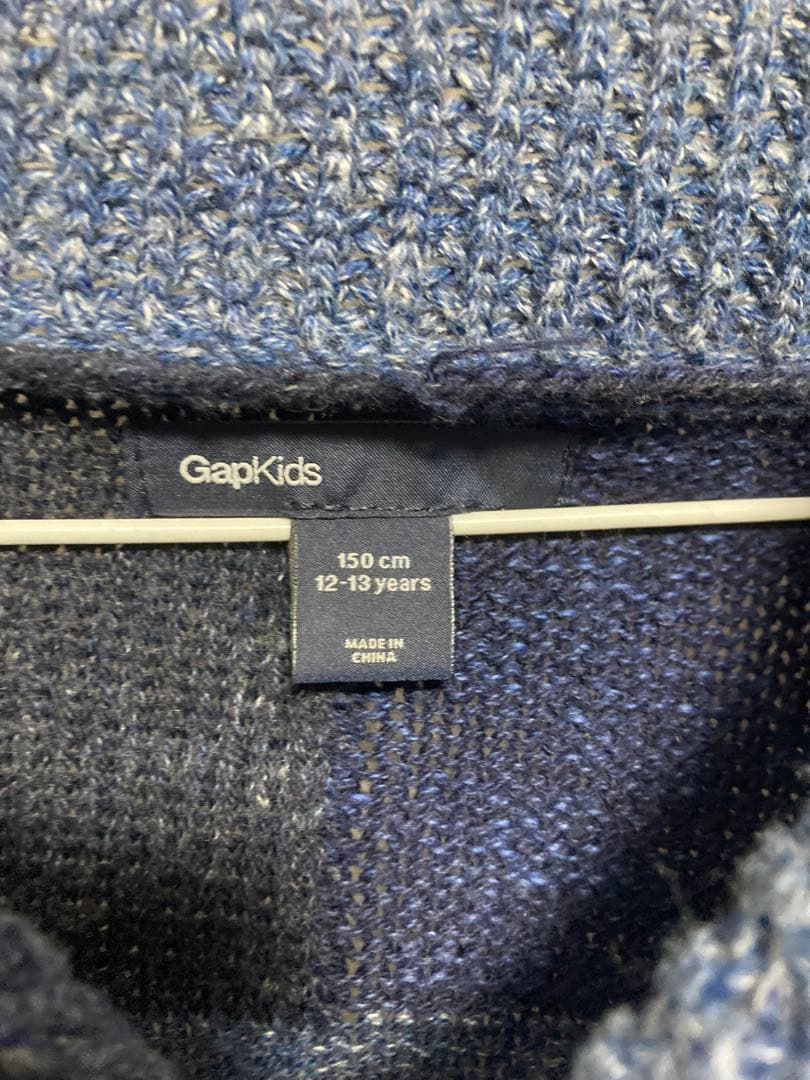 GapKids
150 cm
12-13 years
MADE IN
CHINA